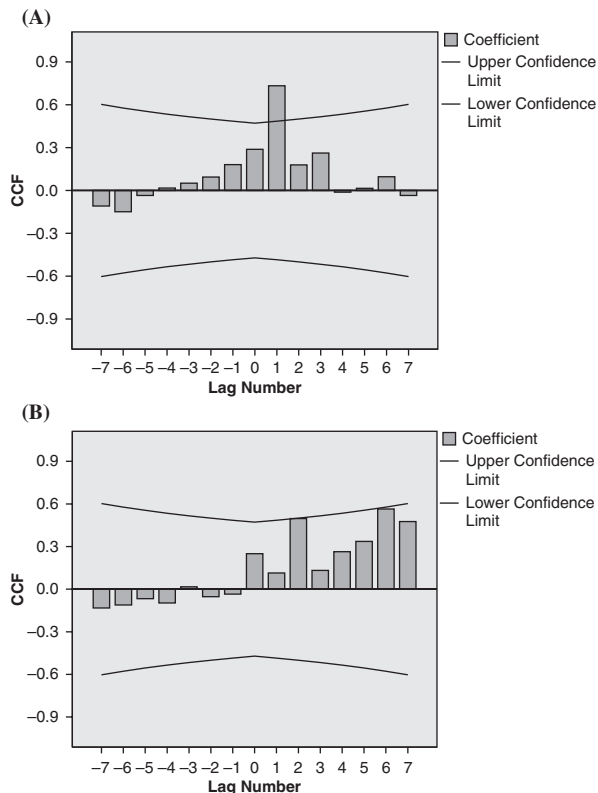 (A)
Coefficient
Upper Confidence
Limit
Lower Confidence
Limit
CCF
0.9
0.6
0.3
0.0
–0.3
–0.6
–0.9
–7 –6 –5 –4 –3 –2 –1 0 1 2 3 4 5 6 7
Lag Number
(B)
Coefficient
Upper Confidence
Limit
Lower Confidence
Limit
CCF
0.9
0.6
0.3
0.0
–0.3
–0.6
–0.9
–7 –6 –5 –4 –3 –2 –1 0 1 2 3 4 5 6 7
Lag Number